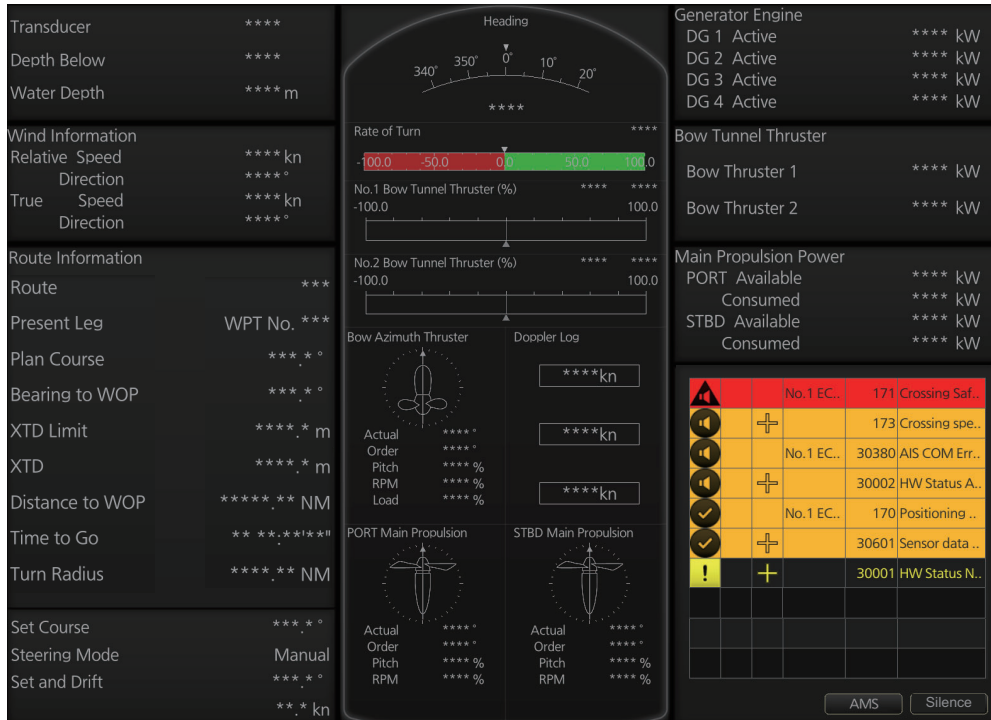 Transducer ****
Depth Below ****
Water Depth **** m
Wind Information
Relative Speed **** kn
Direction **** °
True Speed **** kn
Direction **** °
Route Information
Route ***
Present Leg WPT No. ***
Plan Course ***.* °
Bearing to WOP ***.* °
XTD Limit ****.* m
XTD ****.* m
Distance to WOP *****.** NM
Time to Go ** **:**'**"
Turn Radius ****.** NM
Set Course ***.* °
Steering Mode Manual
Set and Drift ***.* °
**.* kn
Heading
340° 350° 0° 10° 20°
****
Rate of Turn ****
-100.0 -50.0 0.0 50.0 100.0
No.1 Bow Tunnel Thruster (%) **** ****
-100.0 100.0
No.2 Bow Tunnel Thruster (%) **** ****
-100.0 100.0
Bow Azimuth Thruster
Actual **** °
Order **** °
Pitch **** %
RPM **** %
Load **** %
Doppler Log
****kn
****kn
****kn
PORT Main Propulsion
Actual **** °
Order **** °
Pitch **** %
RPM **** %
STBD Main Propulsion
Actual **** °
Order **** °
Pitch **** %
RPM **** %
Generator Engine
DG 1 Active **** kW
DG 2 Active **** kW
DG 3 Active **** kW
DG 4 Active **** kW
Bow Tunnel Thruster
Bow Thruster 1 **** kW
Bow Thruster 2 **** kW
Main Propulsion Power
PORT Available **** kW
Consumed **** kW
STBD Available **** kW
Consumed **** kW
No.1 EC.. 171 Crossing Saf..
173 Crossing spe..
No.1 EC.. 30380 AIS COM Err..
30002 HW Status A..
No.1 EC.. 170 Positioning ..
30601 Sensor data ..
! 30001 HW Status N..
AMS Silence